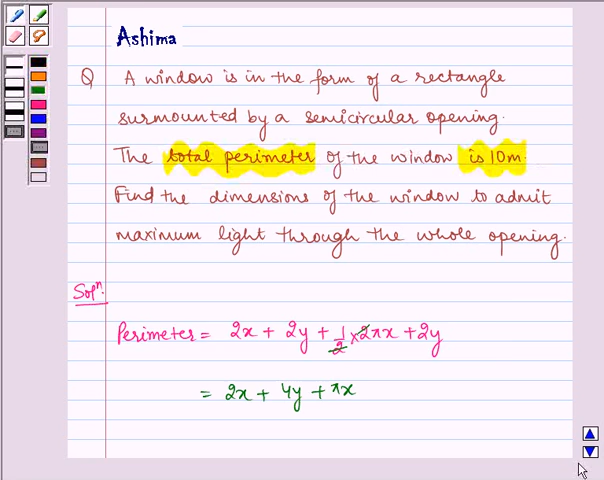 Ashima
Q A window is in the form of a rectangle
surmounted by a semicircular opening.
The total perimeter of the window is 10m.
Find the dimensions of the window to admit
maximum light through the whole opening.
Solⁿ.
Perimeter = 2x + 2y + 1/2 × 2πx + 2y
= 2x + 4y + πx